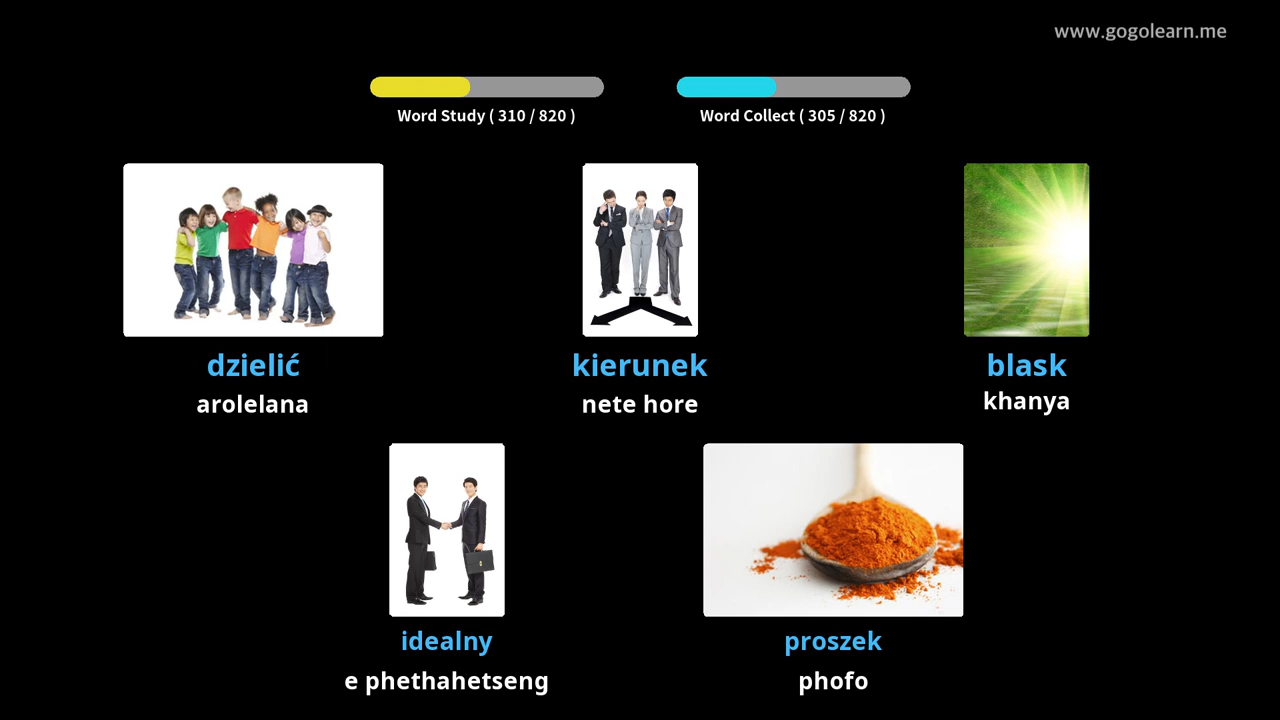 www.gogolearn.me
Word Study ( 310 / 820 )
Word Collect ( 305 / 820 )
dzielić
arolelana
kierunek
nete hore
blask
khanya
idealny
e phethahetseng
proszek
phofo